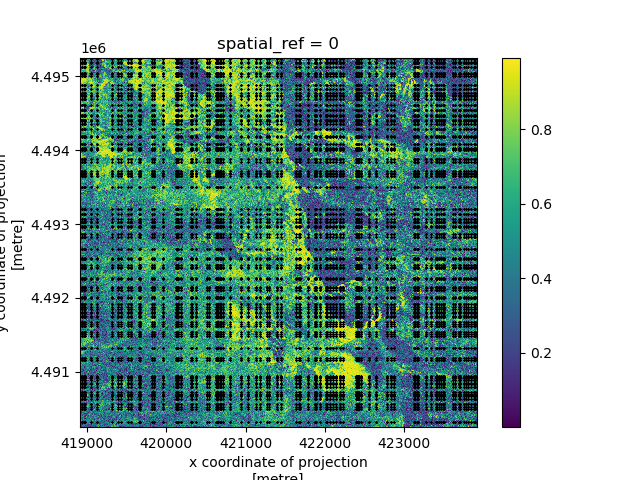 spatial_ref = 0
1e6
4.495
4.494
4.493
4.492
4.491
419000 420000 421000 422000 423000
x coordinate of projection
[metre]
y coordinate of projection
[metre]
0.8
0.6
0.4
0.2